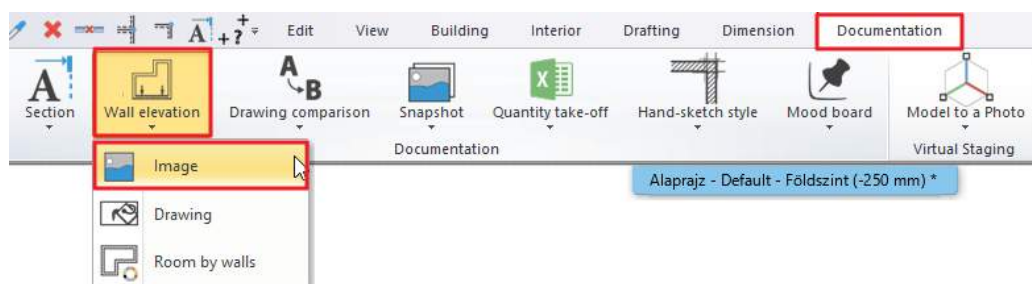 A + ?
Edit View Building Interior Drafting Dimension Documentation
A A B X
Section Wall elevation Drawing comparison Snapshot Quantity take-off Hand-sketch style Mood board Model to a Photo
Documentation Virtual Staging
Image
Alaprajz - Default - Földszint (-250 mm) *
Drawing
Room by walls